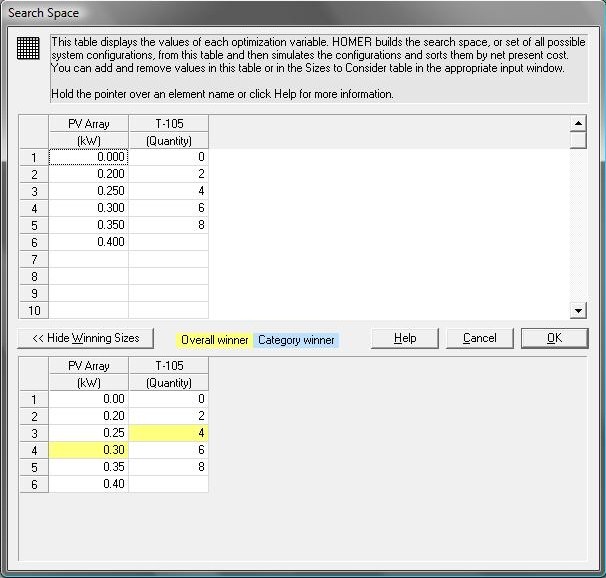 Search Space
This table displays the values of each optimization variable. HOMER builds the search space, or set of all possible
system configurations, from this table and then simulates the configurations and sorts them by net present cost.
You can add and remove values in this table or in the Sizes to Consider table in the appropriate input window.
Hold the pointer over an element name or click Help for more information.
PV Array T-105
(kW) (Quantity)
1 0.000 0
2 0.200 2
3 0.250 4
4 0.300 6
5 0.350 8
6 0.400
7
8
9
10
<< Hide Winning Sizes Overall winner Category winner Help Cancel OK
PV Array T-105
(kW) (Quantity)
1 0.00 0
2 0.20 2
3 0.25 4
4 0.30 6
5 0.35 8
6 0.40